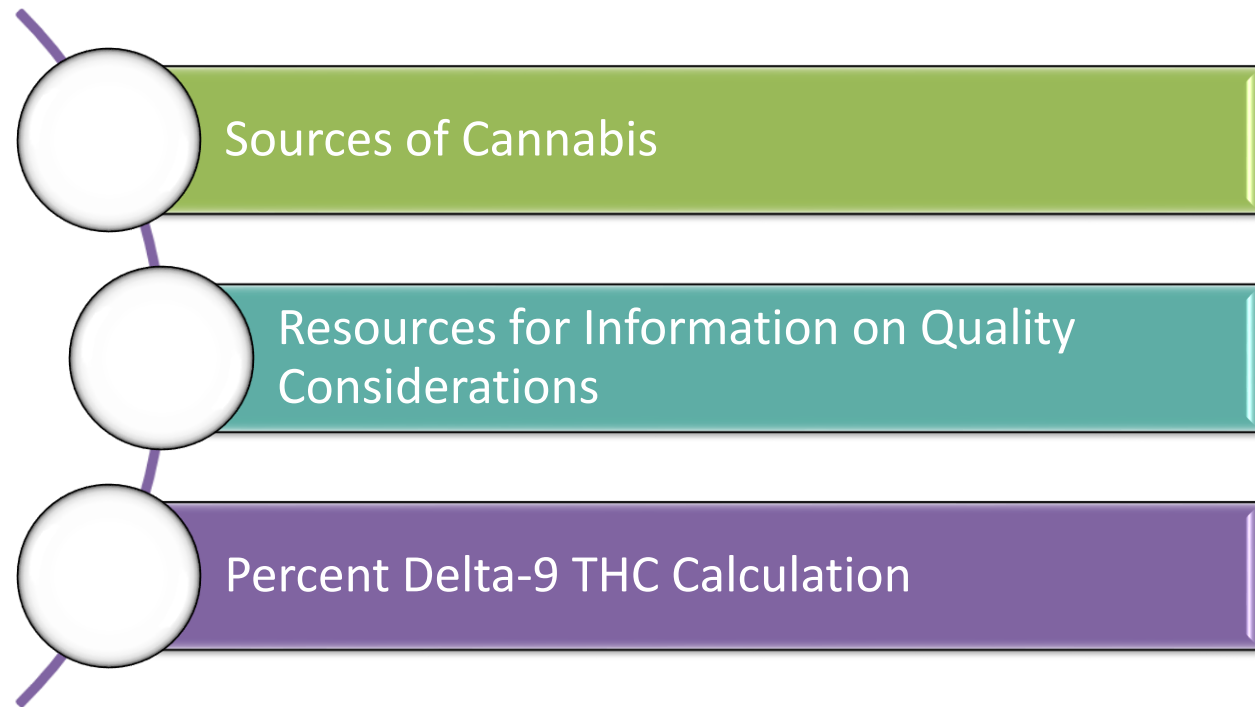 Sources of Cannabis
Resources for Information on Quality
Considerations
Percent Delta-9 THC Calculation